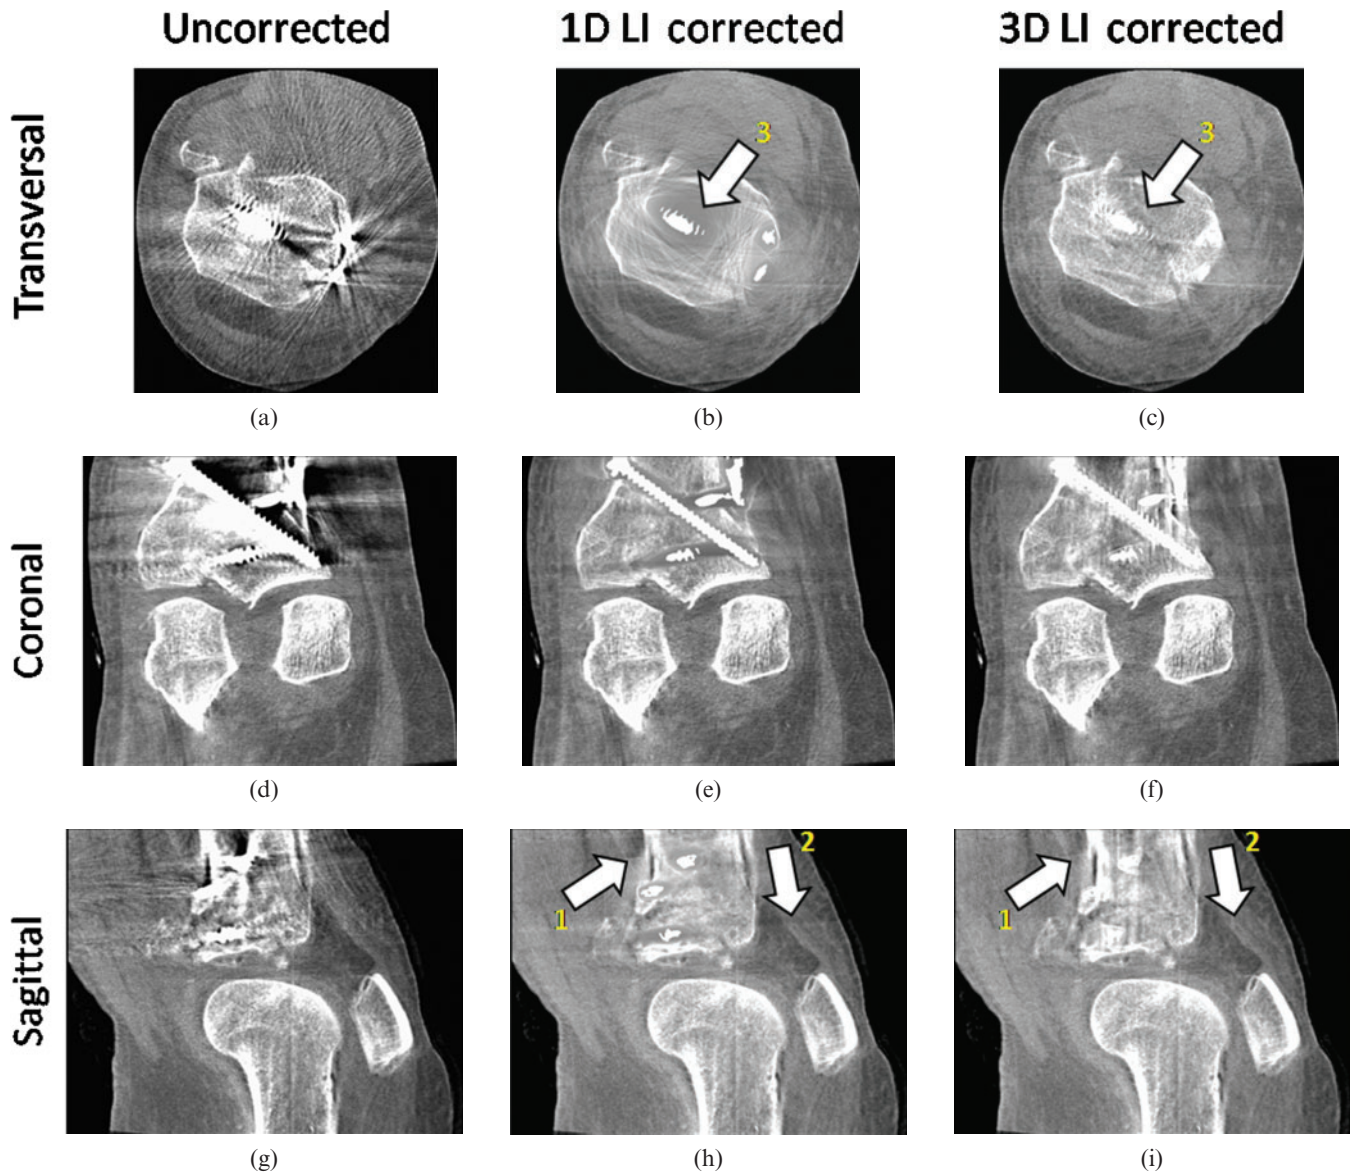 Uncorrected 1D LI corrected 3D LI corrected
Transversal
3 3
(a) (b) (c)
Coronal
(d) (e) (f)
Sagittal
2 2
1 1
(g) (h) (i)